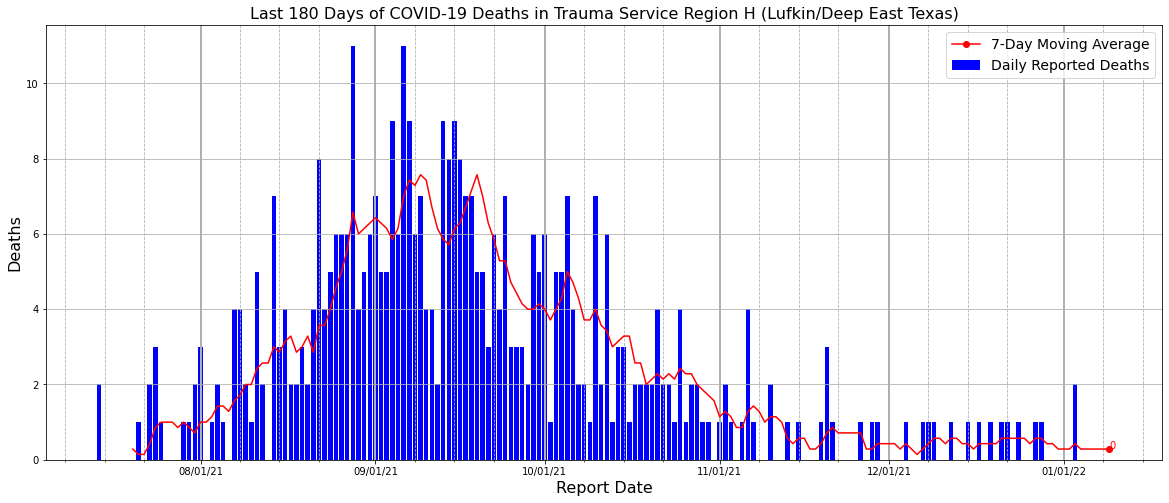 Last 180 Days of COVID-19 Deaths in Trauma Service Region H (Lufkin/Deep East Texas)
7-Day Moving Average
Daily Reported Deaths
Deaths
10
8
6
4
2
0
0
08/01/21
09/01/21
10/01/21
11/01/21
12/01/21
01/01/22
Report Date